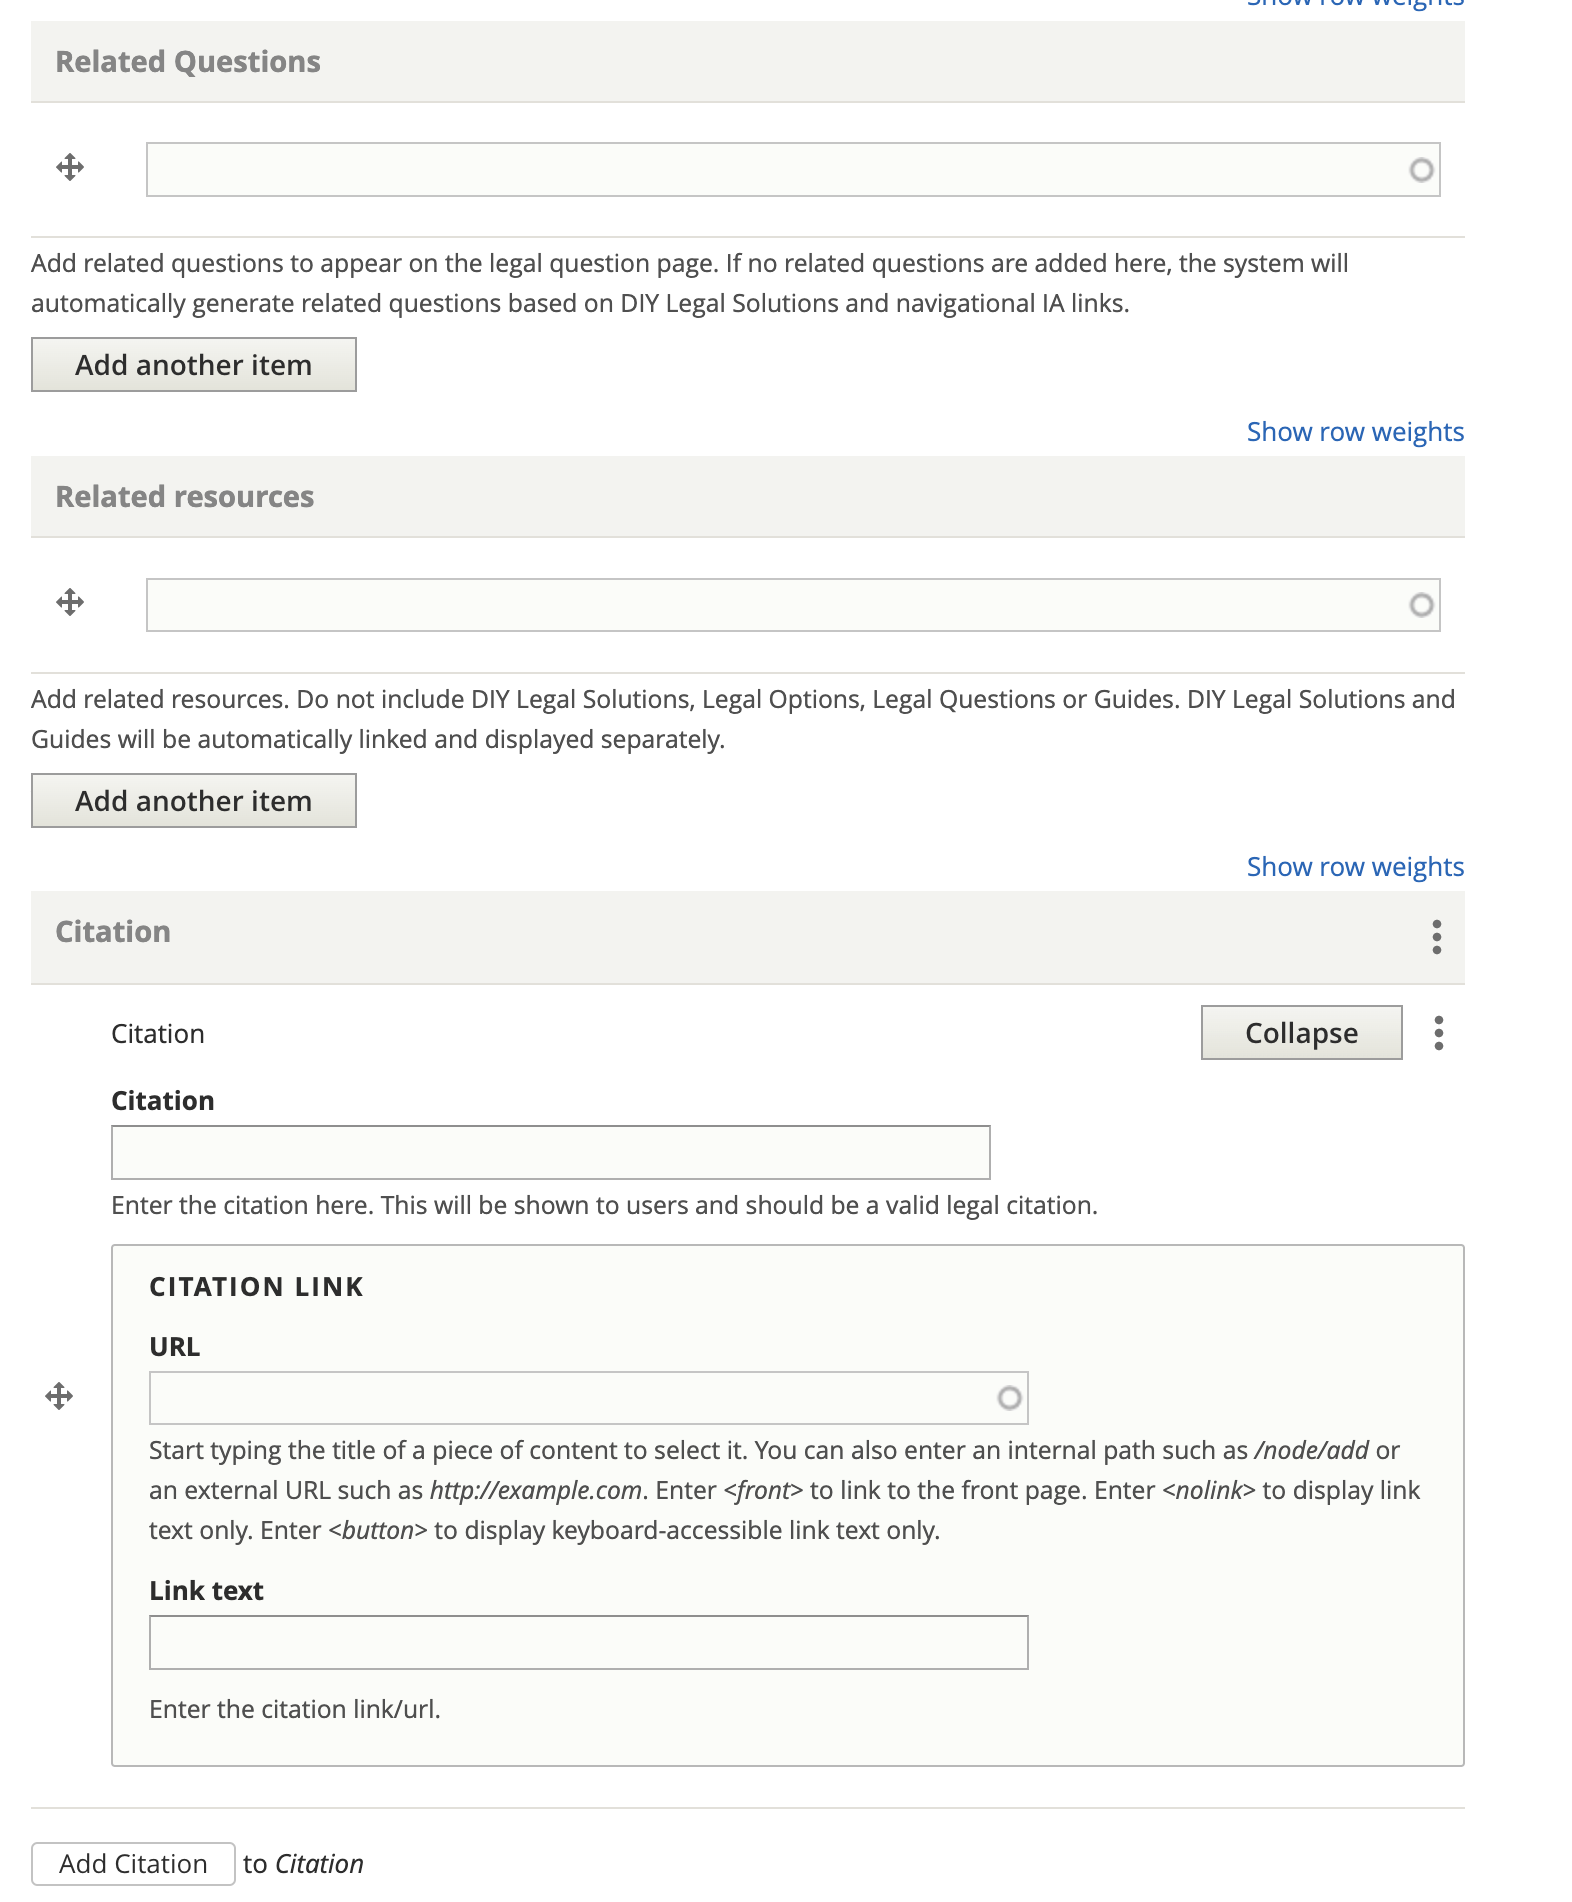 Show row weights
Related Questions
Add related questions to appear on the legal question page. If no related questions are added here, the system will
automatically generate related questions based on DIY Legal Solutions and navigational IA links.
Add another item
Show row weights
Related resources
Add related resources. Do not include DIY Legal Solutions, Legal Options, Legal Questions or Guides. DIY Legal Solutions and
Guides will be automatically linked and displayed separately.
Add another item
Show row weights
Citation
Citation
Collapse
Citation
Enter the citation here. This will be shown to users and should be a valid legal citation.
CITATION LINK
URL
Start typing the title of a piece of content to select it. You can also enter an internal path such as /node/add or
an external URL such as http://example.com. Enter <front> to link to the front page. Enter <nolink> to display link
text only. Enter <button> to display keyboard-accessible link text only.
Link text
Enter the citation link/url.
Add Citation to Citation